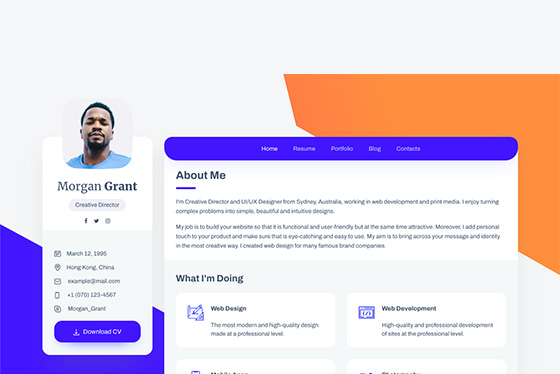 Home Resume Portfolio Blog Contacts
Morgan Grant
Creative Director
March 12, 1995
Hong Kong, China
example@mail.com
+1 (070) 123-4567
Morgan_Grant
Download CV
About Me
I'm Creative Director and UI/UX Designer from Sydney, Australia, working in web development and print media. I enjoy turning
complex problems into simple, beautiful and intuitive designs.
My job is to build your website so that it is functional and user-friendly but at the same time attractive. Moreover, I add personal
touch to your product and make sure that is eye-catching and easy to use. My aim is to bring across your message and identity
in the most creative way. I created web design for many famous brand companies.
What I'm Doing
Web Design
The most modern and high-quality design
made at a professional level.
Web Development
High-quality and professional development
of sites at the professional level.